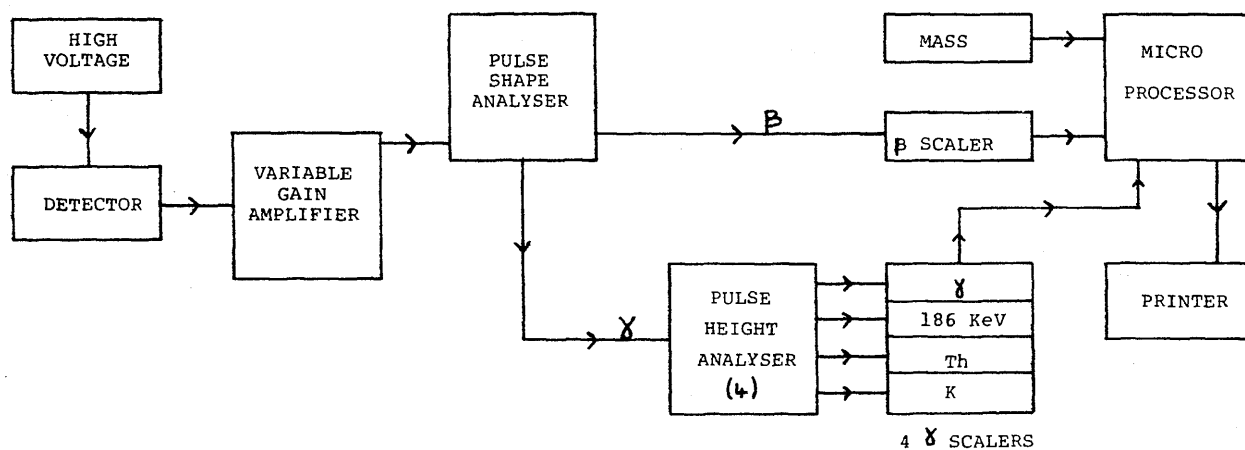 HIGH
VOLTAGE
DETECTOR
VARIABLE
GAIN
AMPLIFIER
PULSE
SHAPE
ANALYSER
β
γ
PULSE
HEIGHT
ANALYSER
(4)
MASS
β SCALER
γ
186 KeV
Th
K
4 γ SCALERS
MICRO
PROCESSOR
PRINTER